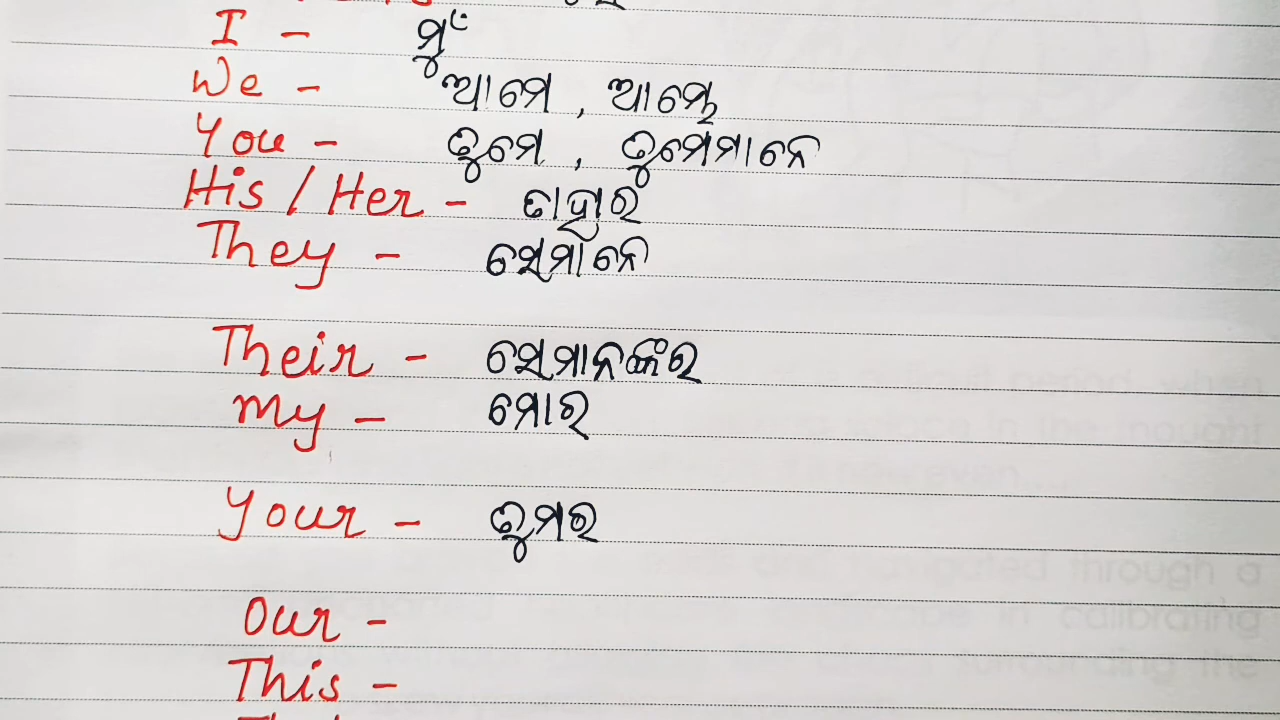 I - ମୁଁ
We - ଆମେ , ଆମ୍ଭେ
You - ତୁମେ , ତୁମେମାନେ
His / Her - ତାହାର
They - ସେମାନେ
Their - ସେମାନଙ୍କର
My - ମୋର
Your - ତୁମର
Our -
This -